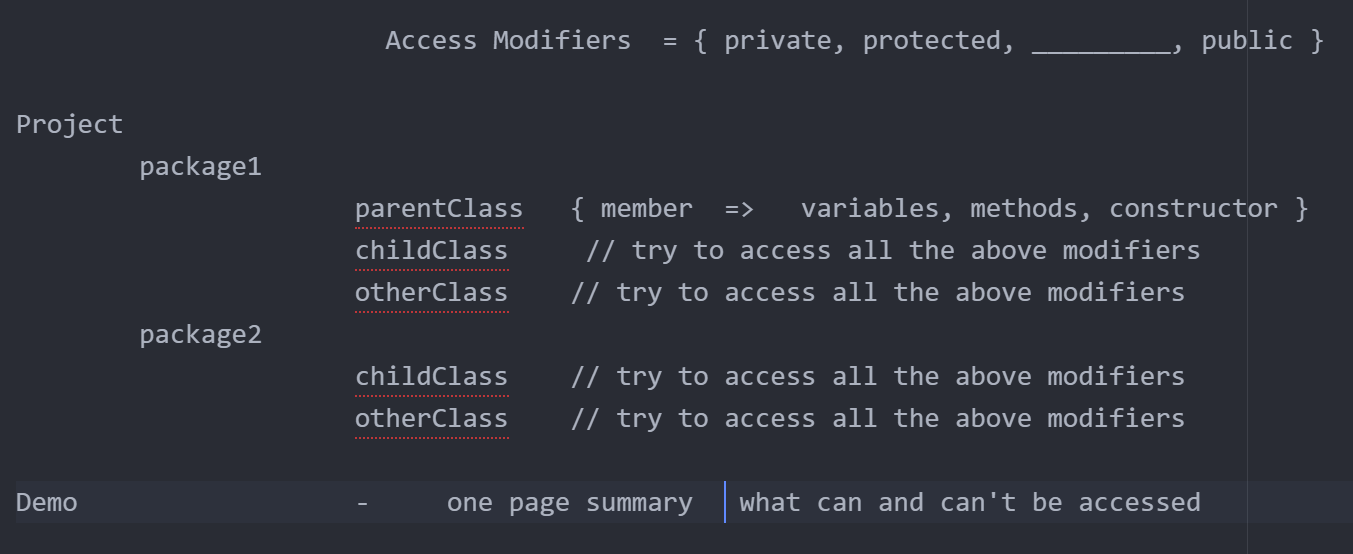 Access Modifiers = { private, protected, _________, public }
Project
package1
parentClass { member => variables, methods, constructor }
childClass // try to access all the above modifiers
otherClass // try to access all the above modifiers
package2
childClass // try to access all the above modifiers
otherClass // try to access all the above modifiers
Demo - one page summary what can and can't be accessed